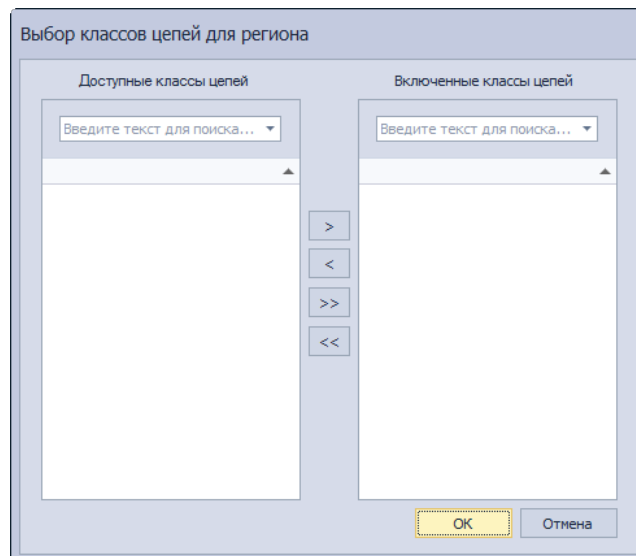 Выбор классов цепей для региона
Доступные классы цепей
Включенные классы цепей
Введите текст для поиска...
Введите текст для поиска...
>
<
>>
<<
ОК
Отмена